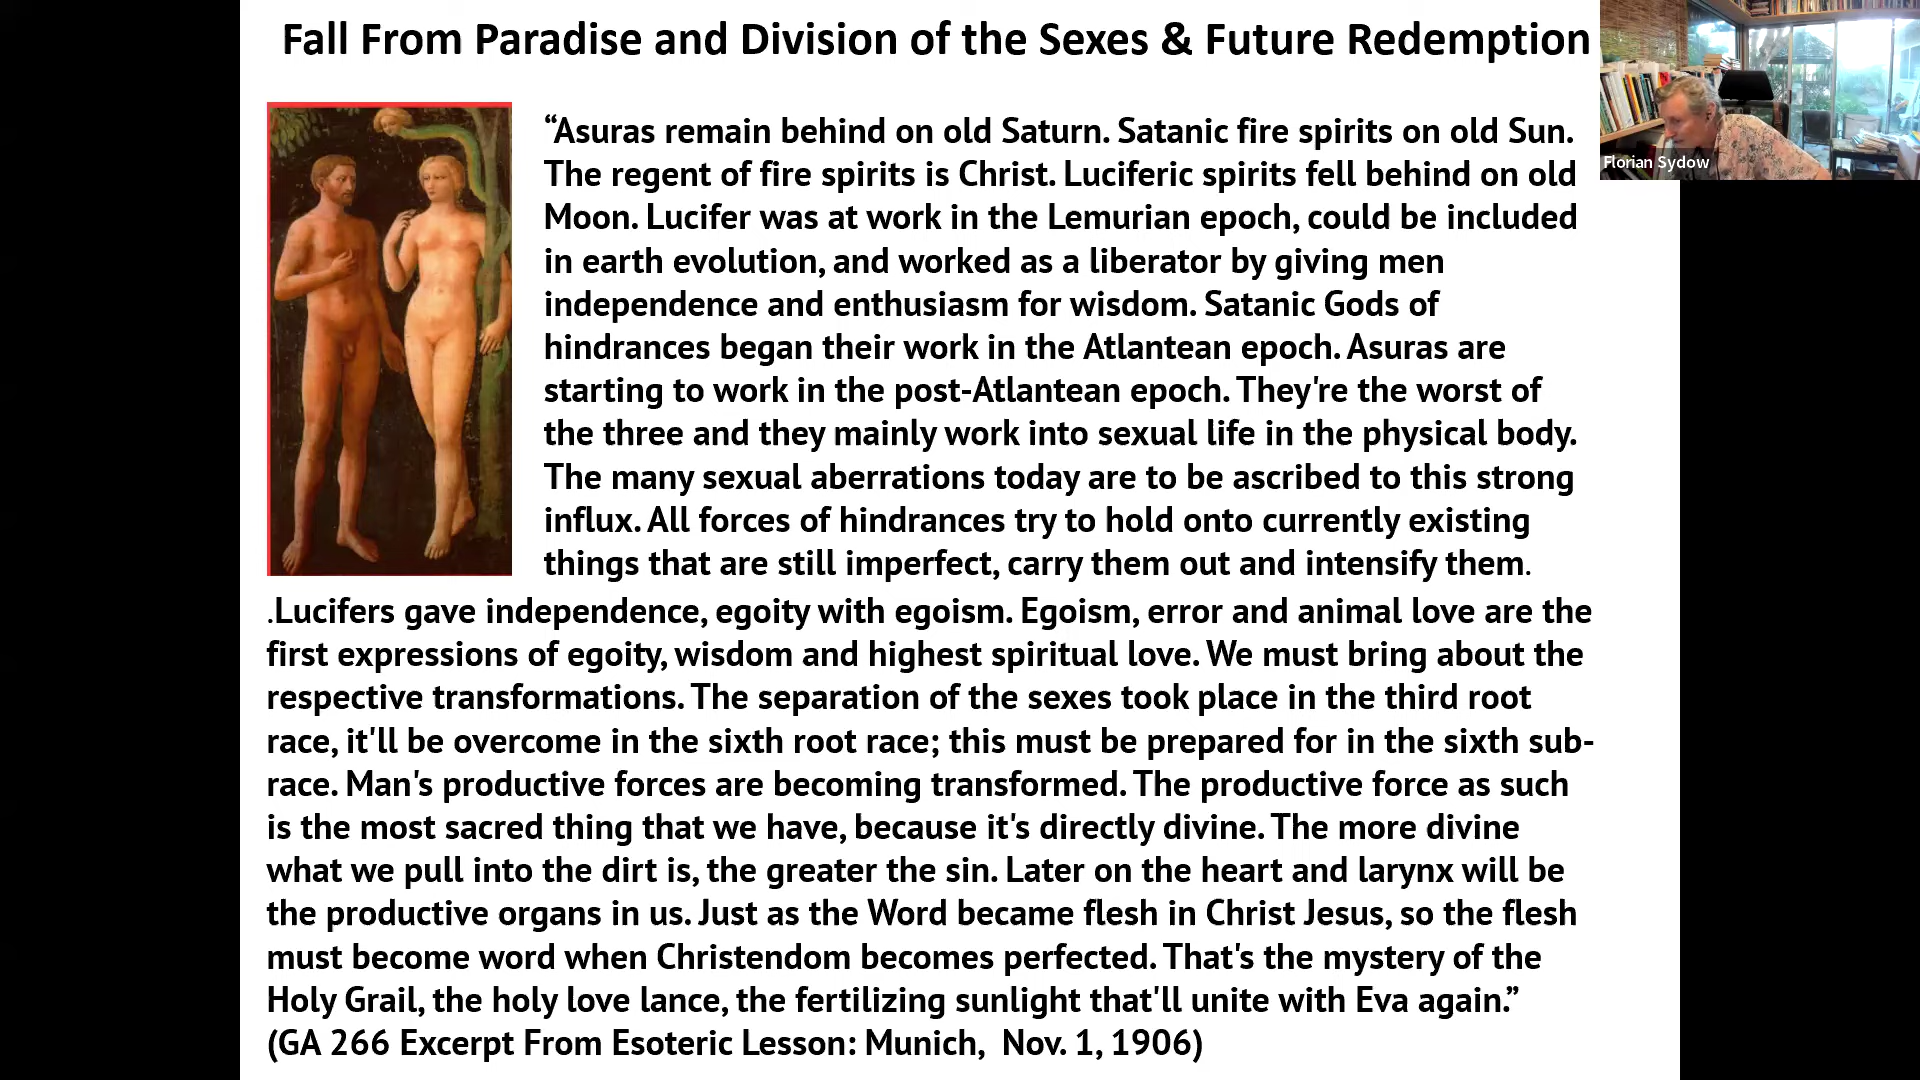 Fall From Paradise and Division of the Sexes & Future Redemption
Florian Sydow
“Asuras remain behind on old Saturn. Satanic fire spirits on old Sun.
The regent of fire spirits is Christ. Luciferic spirits fell behind on old
Moon. Lucifer was at work in the Lemurian epoch, could be included
in earth evolution, and worked as a liberator by giving men
independence and enthusiasm for wisdom. Satanic Gods of
hindrances began their work in the Atlantean epoch. Asuras are
starting to work in the post-Atlantean epoch. They're the worst of
the three and they mainly work into sexual life in the physical body.
The many sexual aberrations today are to be ascribed to this strong
influx. All forces of hindrances try to hold onto currently existing
things that are still imperfect, carry them out and intensify them.
.Lucifers gave independence, egoity with egoism. Egoism, error and animal love are the
first expressions of egoity, wisdom and highest spiritual love. We must bring about the
respective transformations. The separation of the sexes took place in the third root
race, it'll be overcome in the sixth root race; this must be prepared for in the sixth sub-
race. Man's productive forces are becoming transformed. The productive force as such
is the most sacred thing that we have, because it's directly divine. The more divine
what we pull into the dirt is, the greater the sin. Later on the heart and larynx will be
the productive organs in us. Just as the Word became flesh in Christ Jesus, so the flesh
must become word when Christendom becomes perfected. That's the mystery of the
Holy Grail, the holy love lance, the fertilizing sunlight that'll unite with Eva again.”
(GA 266 Excerpt From Esoteric Lesson: Munich,  Nov. 1, 1906)